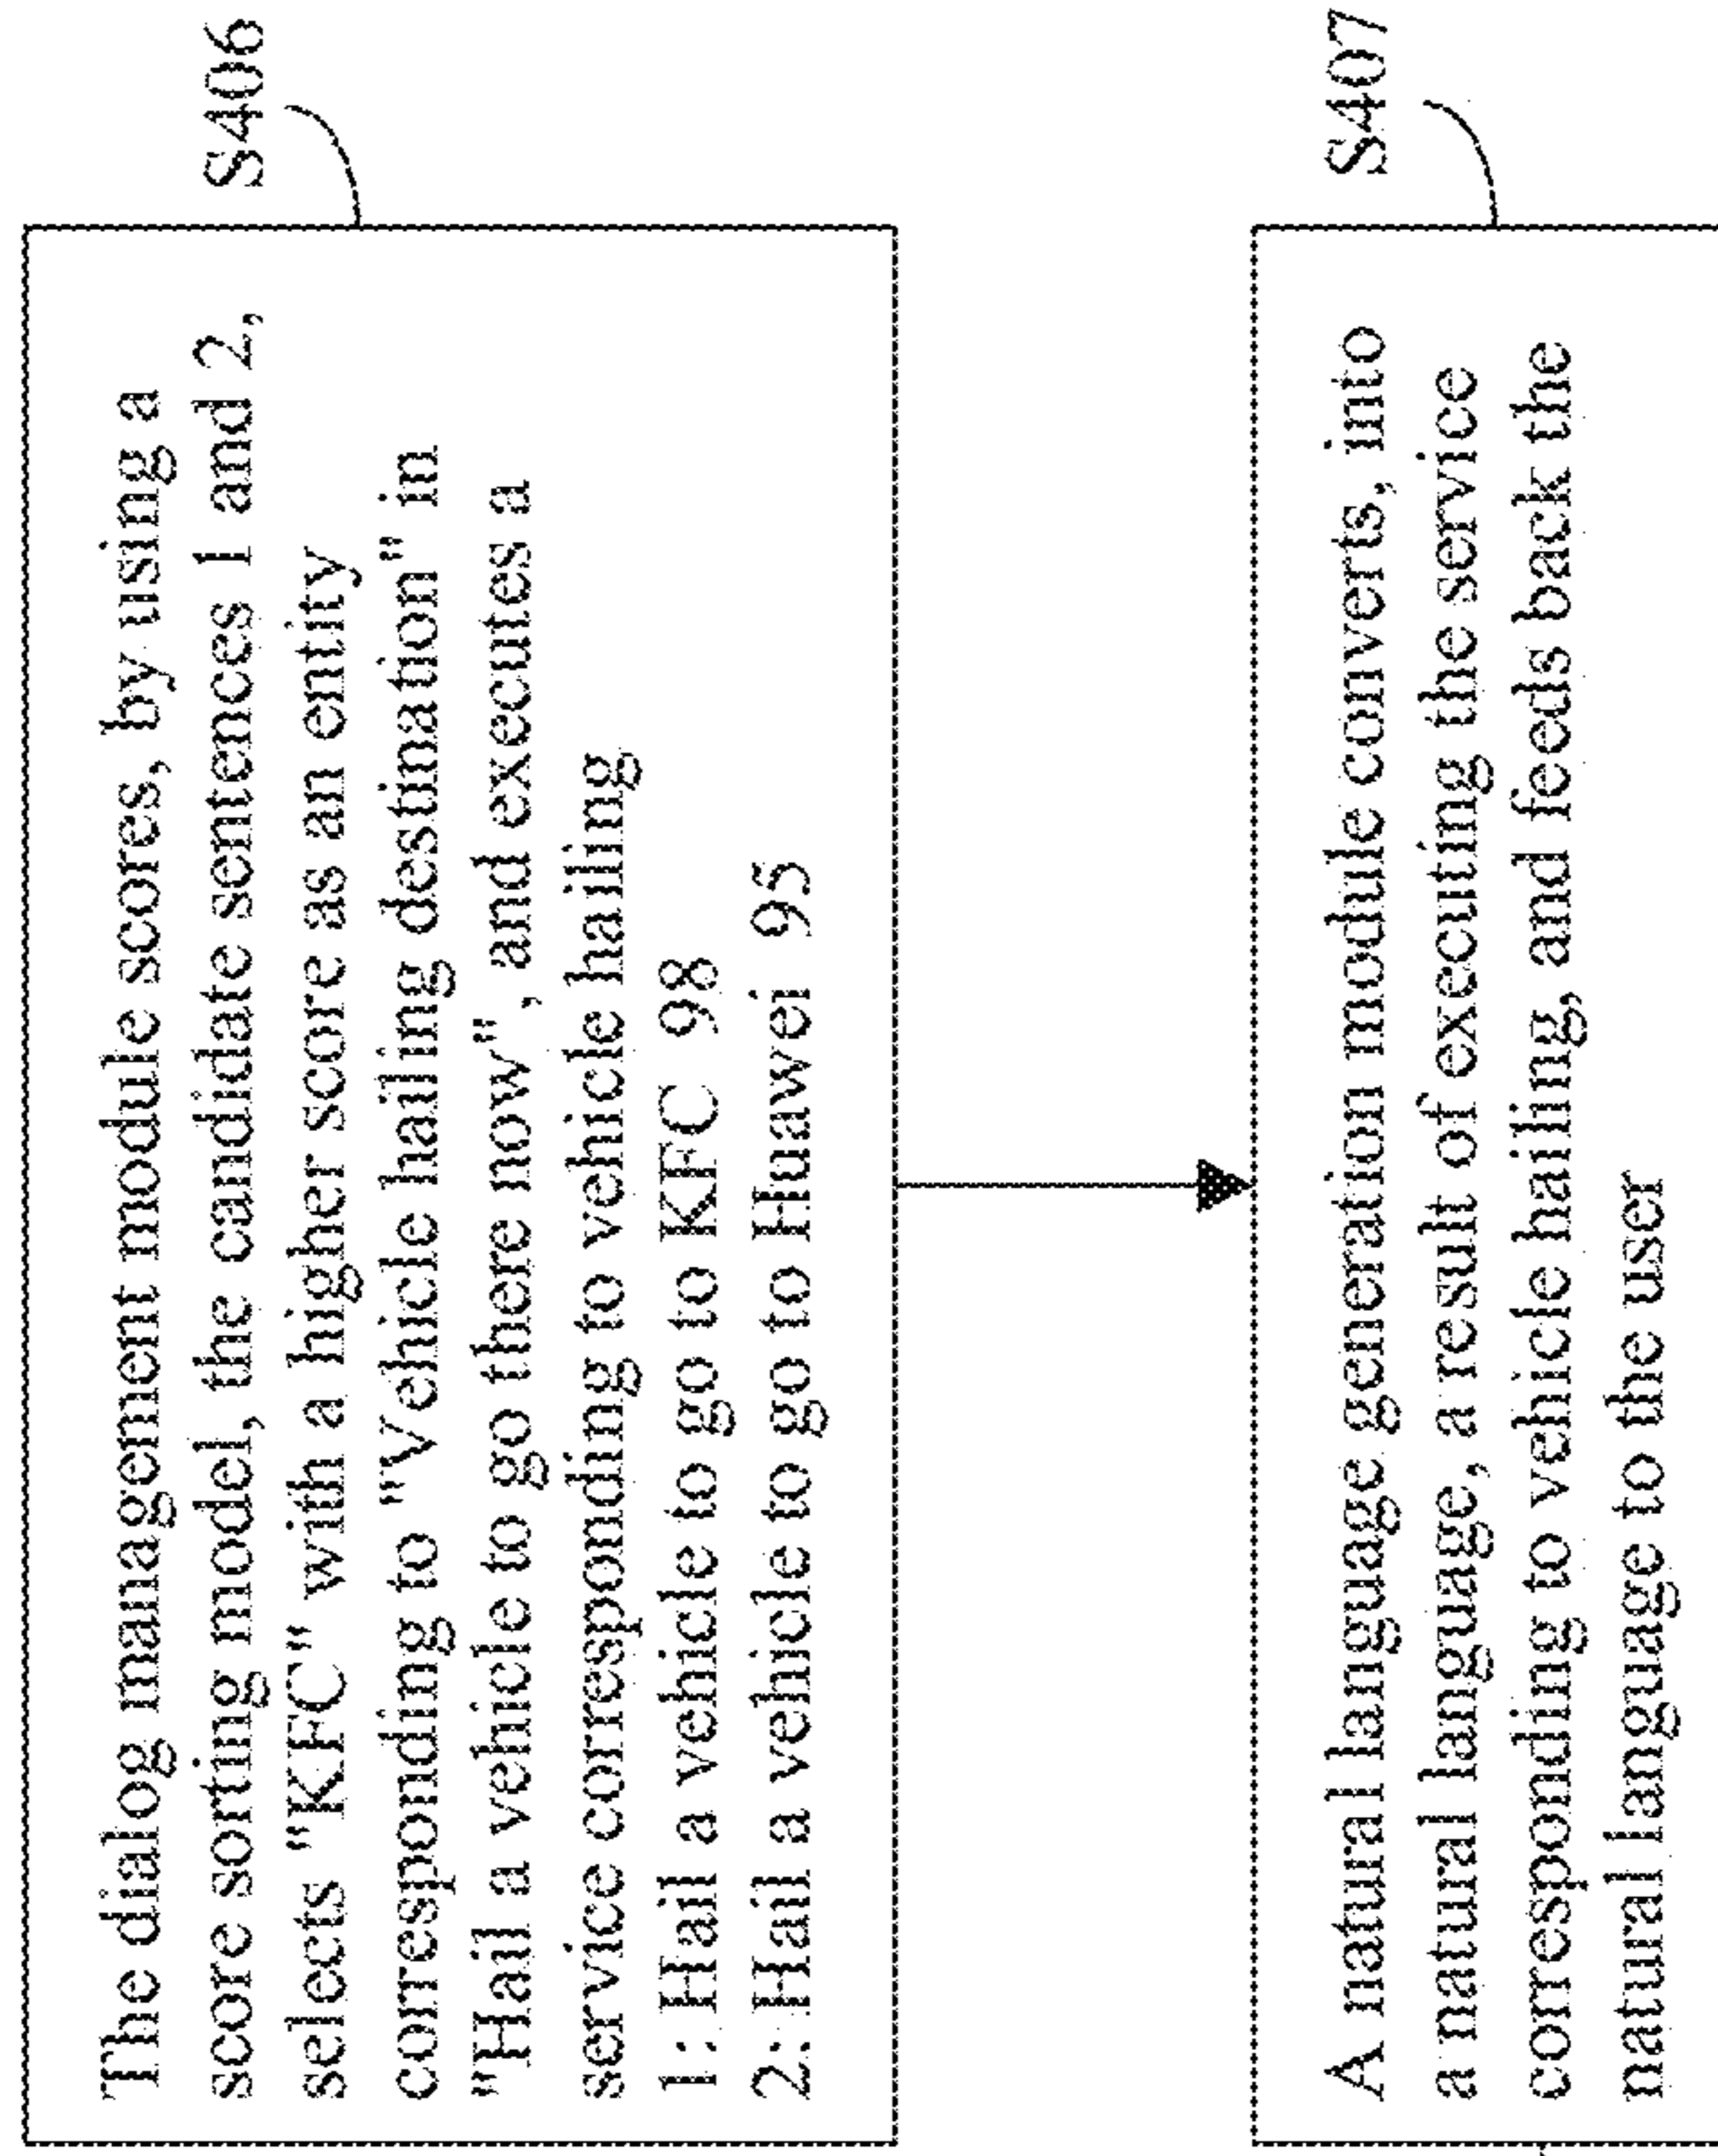 The dialog management module scores, by using a
score sorting model, the candidate sentences 1 and 2,
selects "KFC" with a higher score as an entity
corresponding to "Vehicle hailing destination" in
"Hail a vehicle to go there now", and executes a
service corresponding to vehicle hailing
1: Hail a vehicle to go to KFC 98
2: Hail a vehicle to go to Huawei 95
S406
A natural language generation module converts, into
a natural language, a result of executing the service
corresponding to vehicle hailing, and feeds back the
natural language to the user
S407